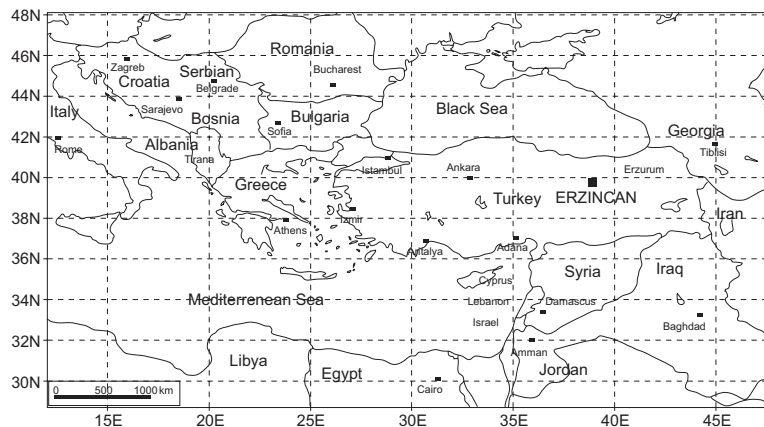 48N
Romania
46N
Zagreb
Serbian
Bucharest
Croatia
Belgrade
44N
Italy
Sarajevo
Bosnia
Bulgaria
Black Sea
Sofia
Georgia
42N
Rome
Albania
Tirana
Istambul
Tiblisi
Ankara
Erzurum
40N
Greece
Turkey
ERZINCAN
Iran
38N
Athens
Izmir
Antalya
Adana
36N
Cyprus
Syria
Iraq
34N
Mediterrenean Sea
Lebanon
Damascus
Israel
Baghdad
32N
Amman
Libya
Egypt
Jordan
30N
Cairo
0 500 1000 km
15E 20E 25E 30E 35E 40E 45E